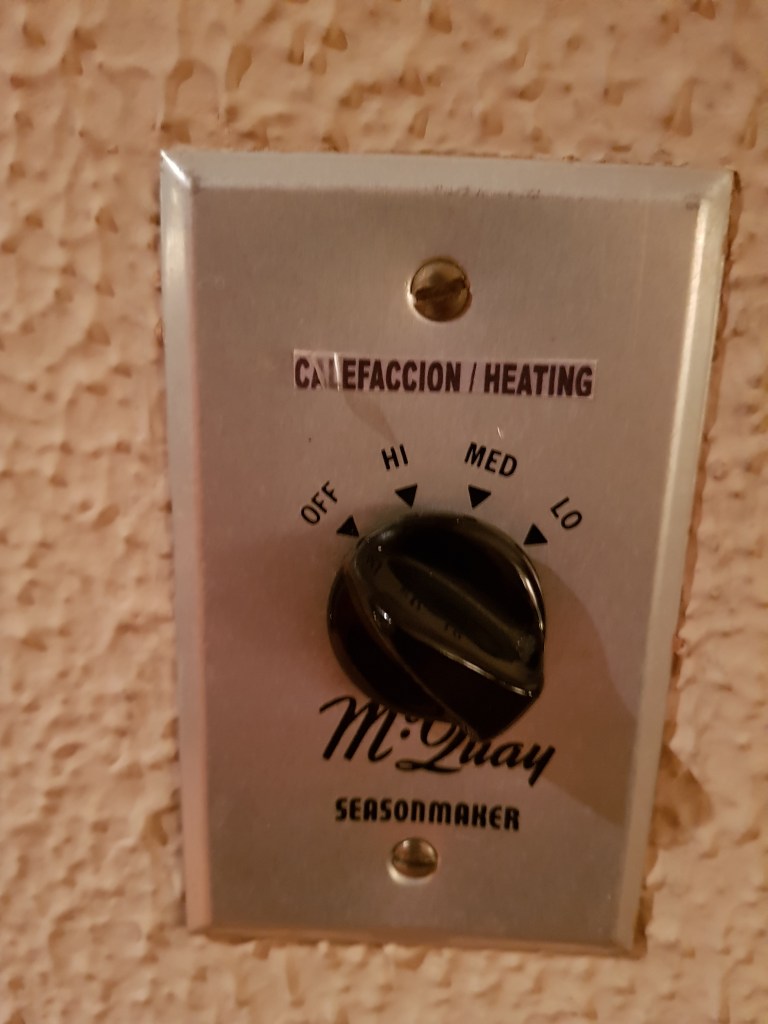 CALEFACCION / HEATING
OFF HI MED LO
McQuay
SEASONMAKER